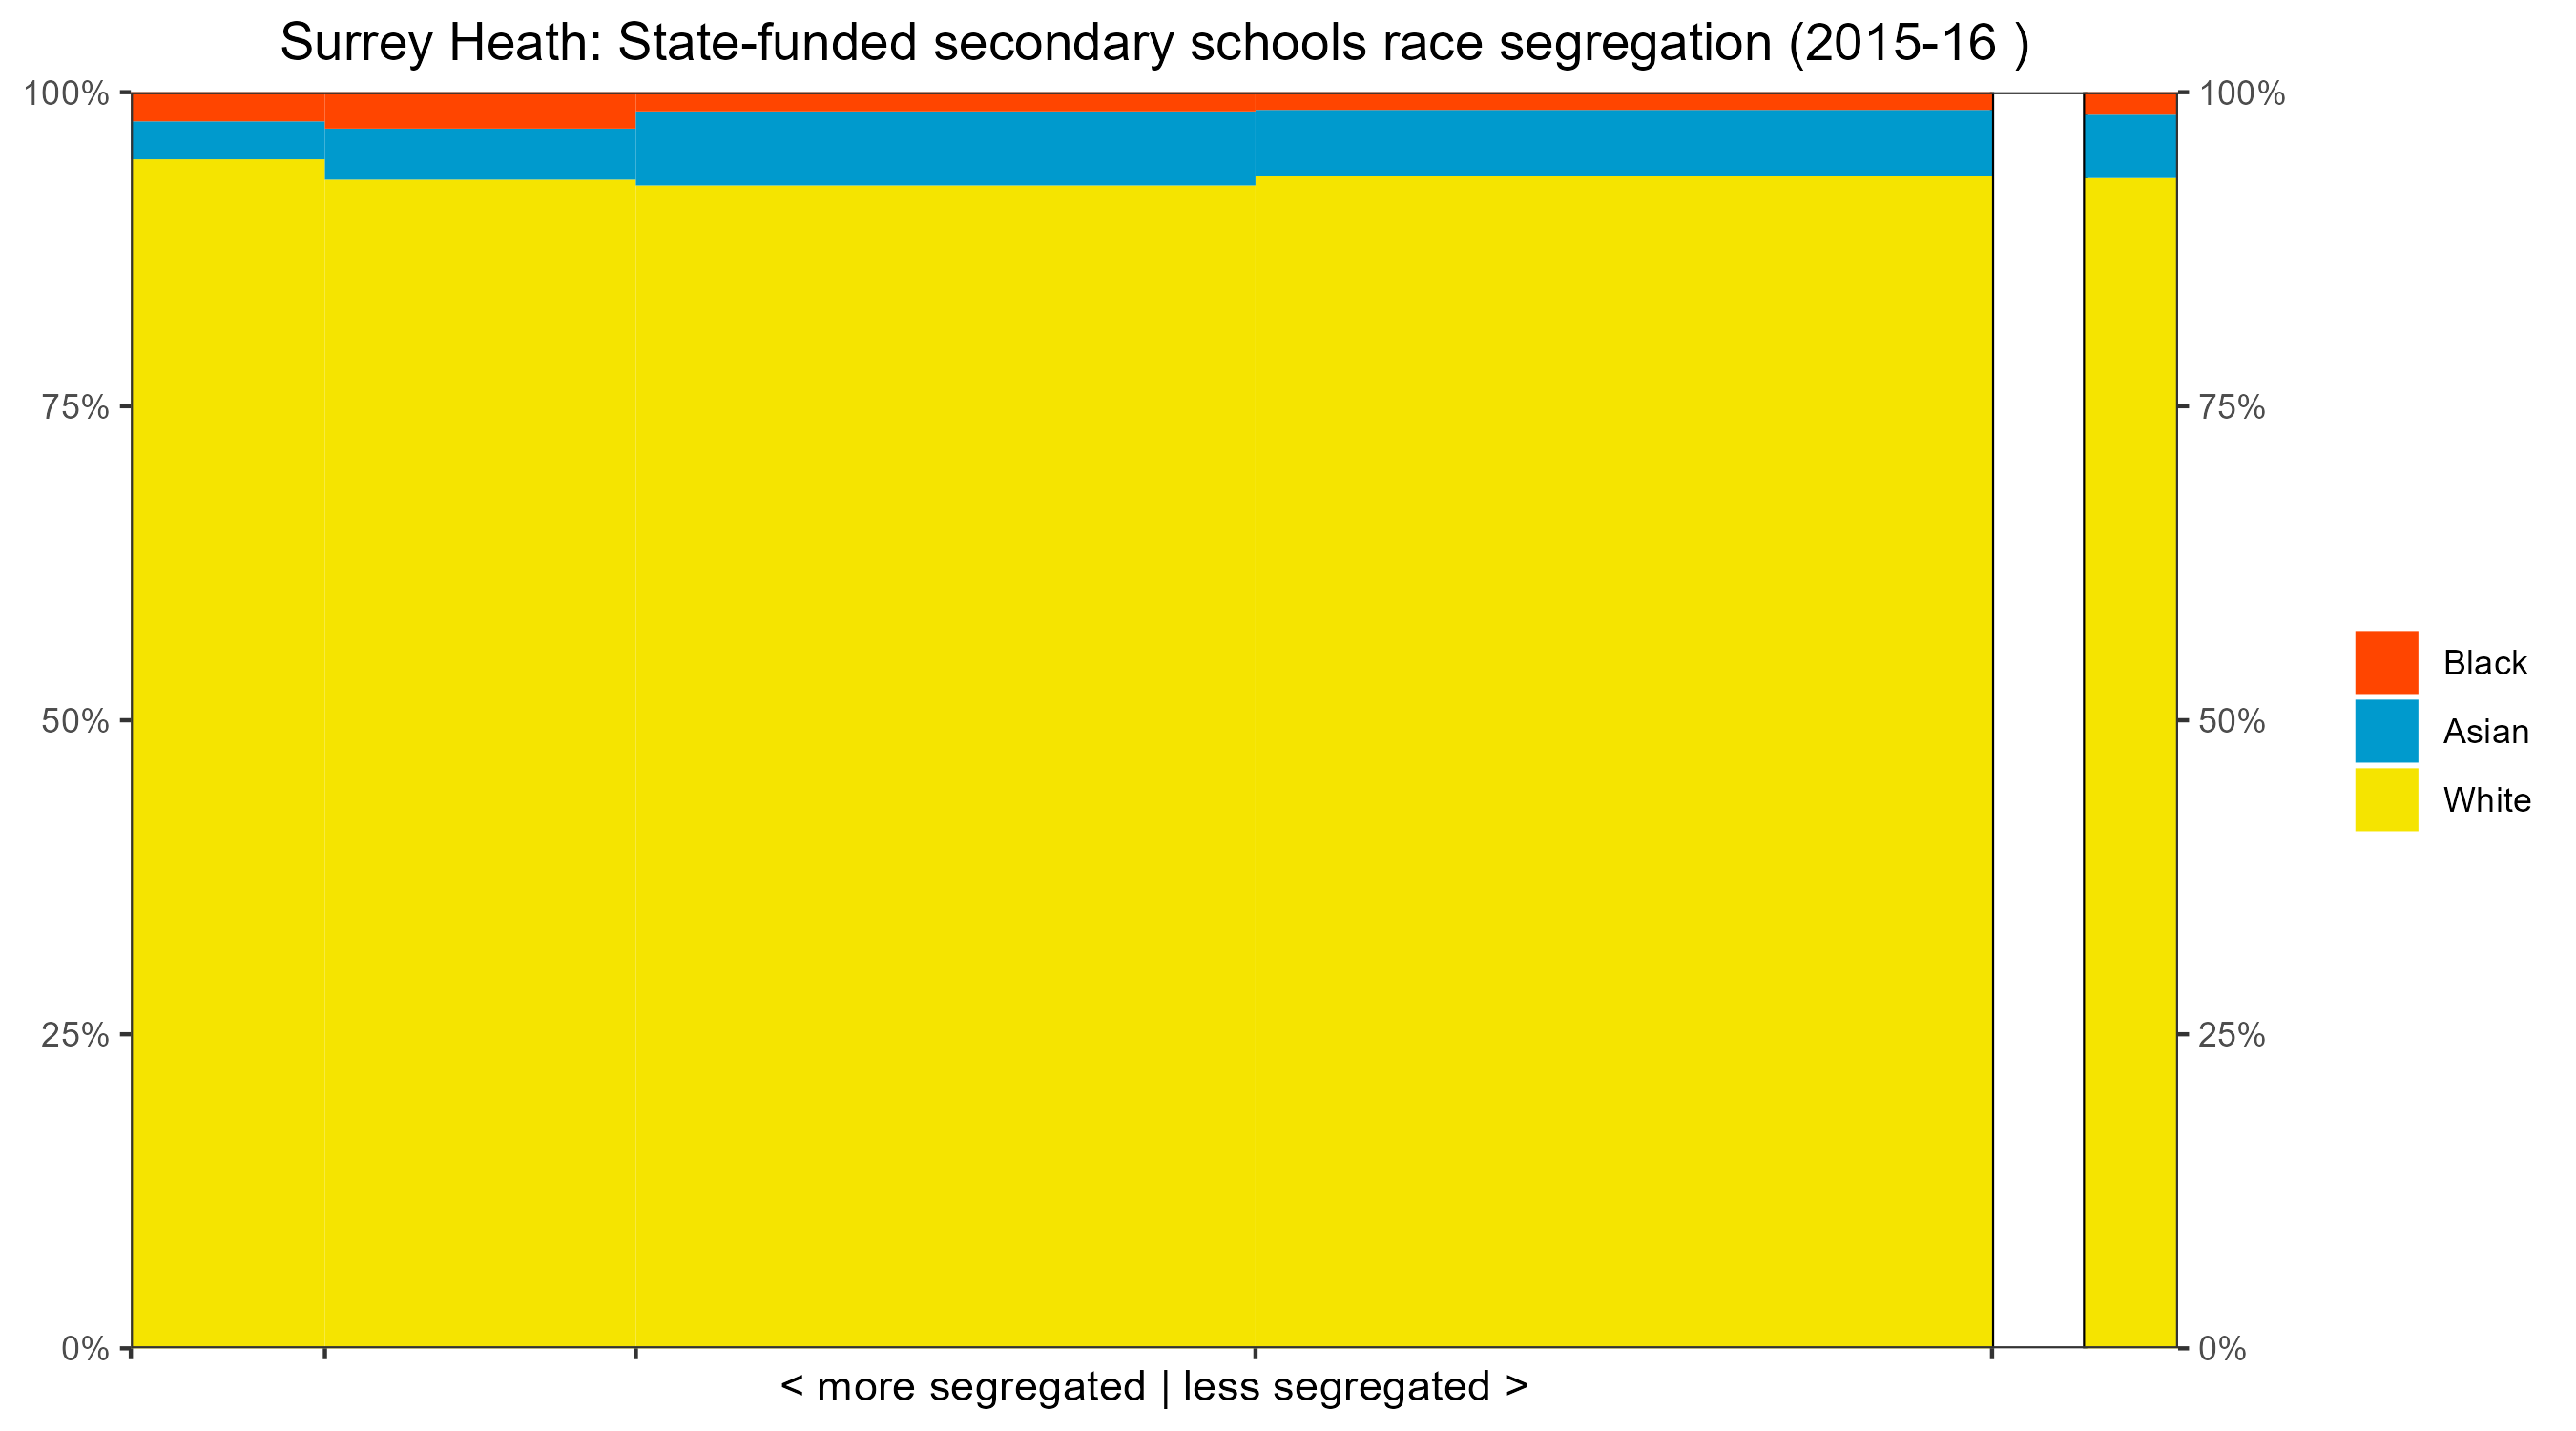 Surrey Heath: State-funded secondary schools race segregation (2015-16 )
100%
75%
50%
25%
0%
100%
75%
50%
25%
0%
Black
Asian
White
< more segregated | less segregated >